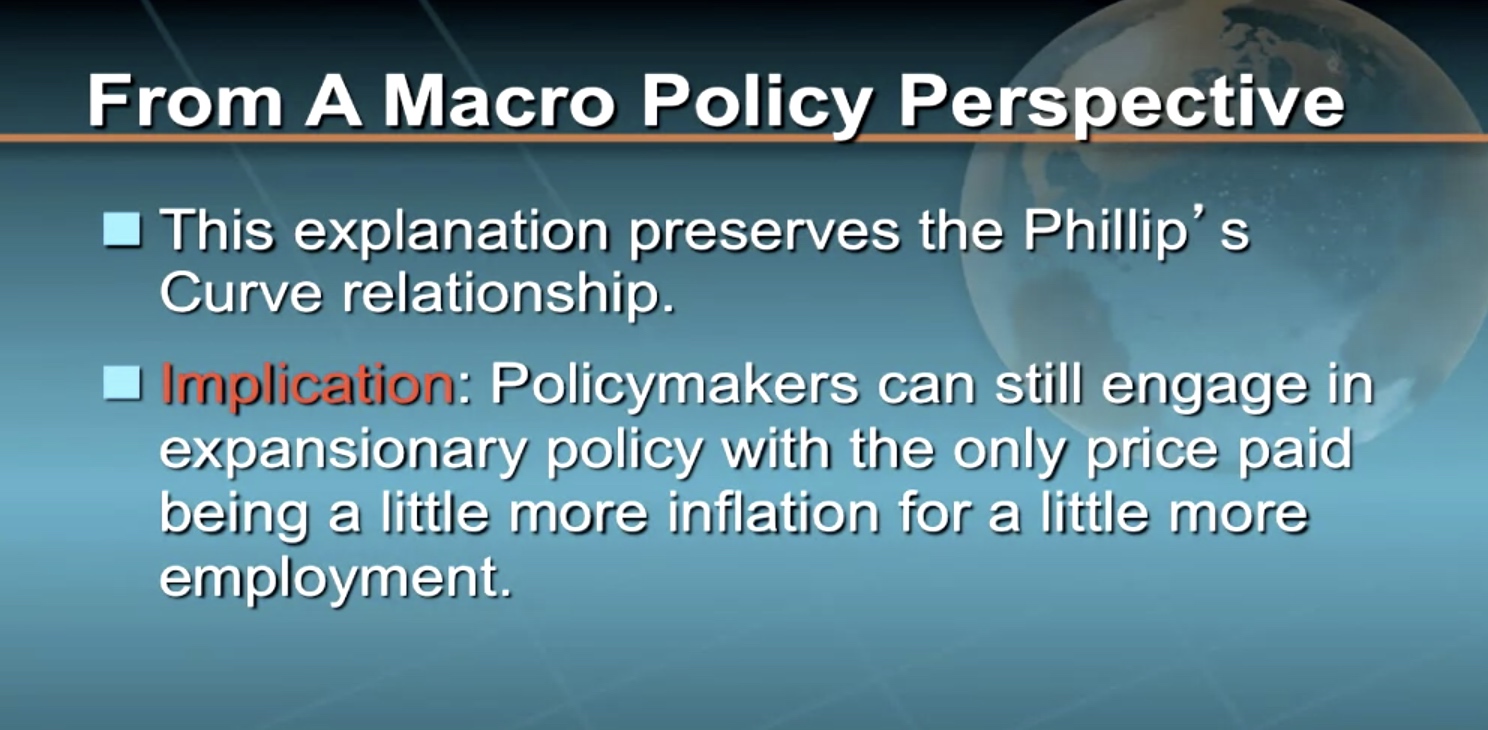 From A Macro Policy Perspective
This explanation preserves the Phillip’s
Curve relationship.
Implication: Policymakers can still engage in
expansionary policy with the only price paid
being a little more inflation for a little more
employment.